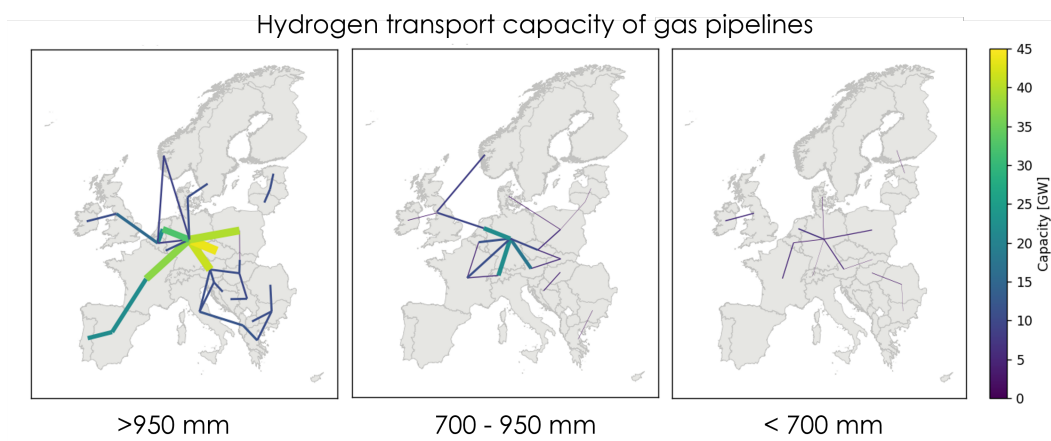 Hydrogen transport capacity of gas pipelines
45
40
35
30
25
20
15
10
5
0
Capacity [GW]
>950 mm
700 - 950 mm
< 700 mm